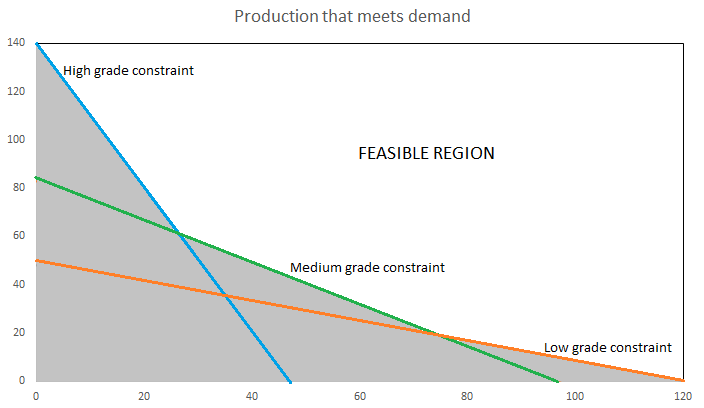 Production that meets demand
140
High grade constraint
120
100
FEASIBLE REGION
80
60
Medium grade constraint
40
20
Low grade constraint
0
0 20 40 60 80 100 120